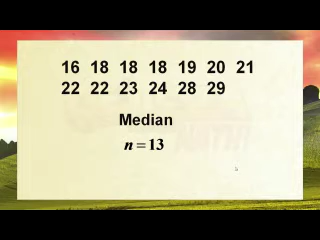 16 18 18 18 19 20 21
22 22 23 24 28 29
Median
n = 13